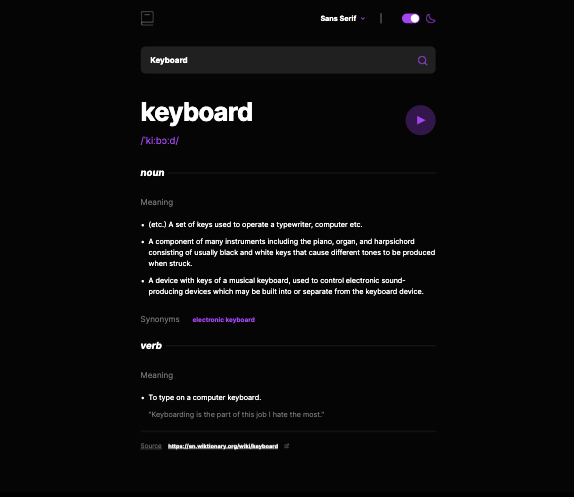 Sans Serif
Keyboard
keyboard
/ˈkiːbɔːd/
noun
Meaning
(etc.) A set of keys used to operate a typewriter, computer etc.
A component of many instruments including the piano, organ, and harpsichord
consisting of usually black and white keys that cause different tones to be produced
when struck.
A device with keys of a musical keyboard, used to control electronic sound-
producing devices which may be built into or separate from the keyboard device.
Synonyms electronic keyboard
verb
Meaning
To type on a computer keyboard.
"Keyboarding is the part of this job I hate the most."
Source https://en.wiktionary.org/wiki/keyboard